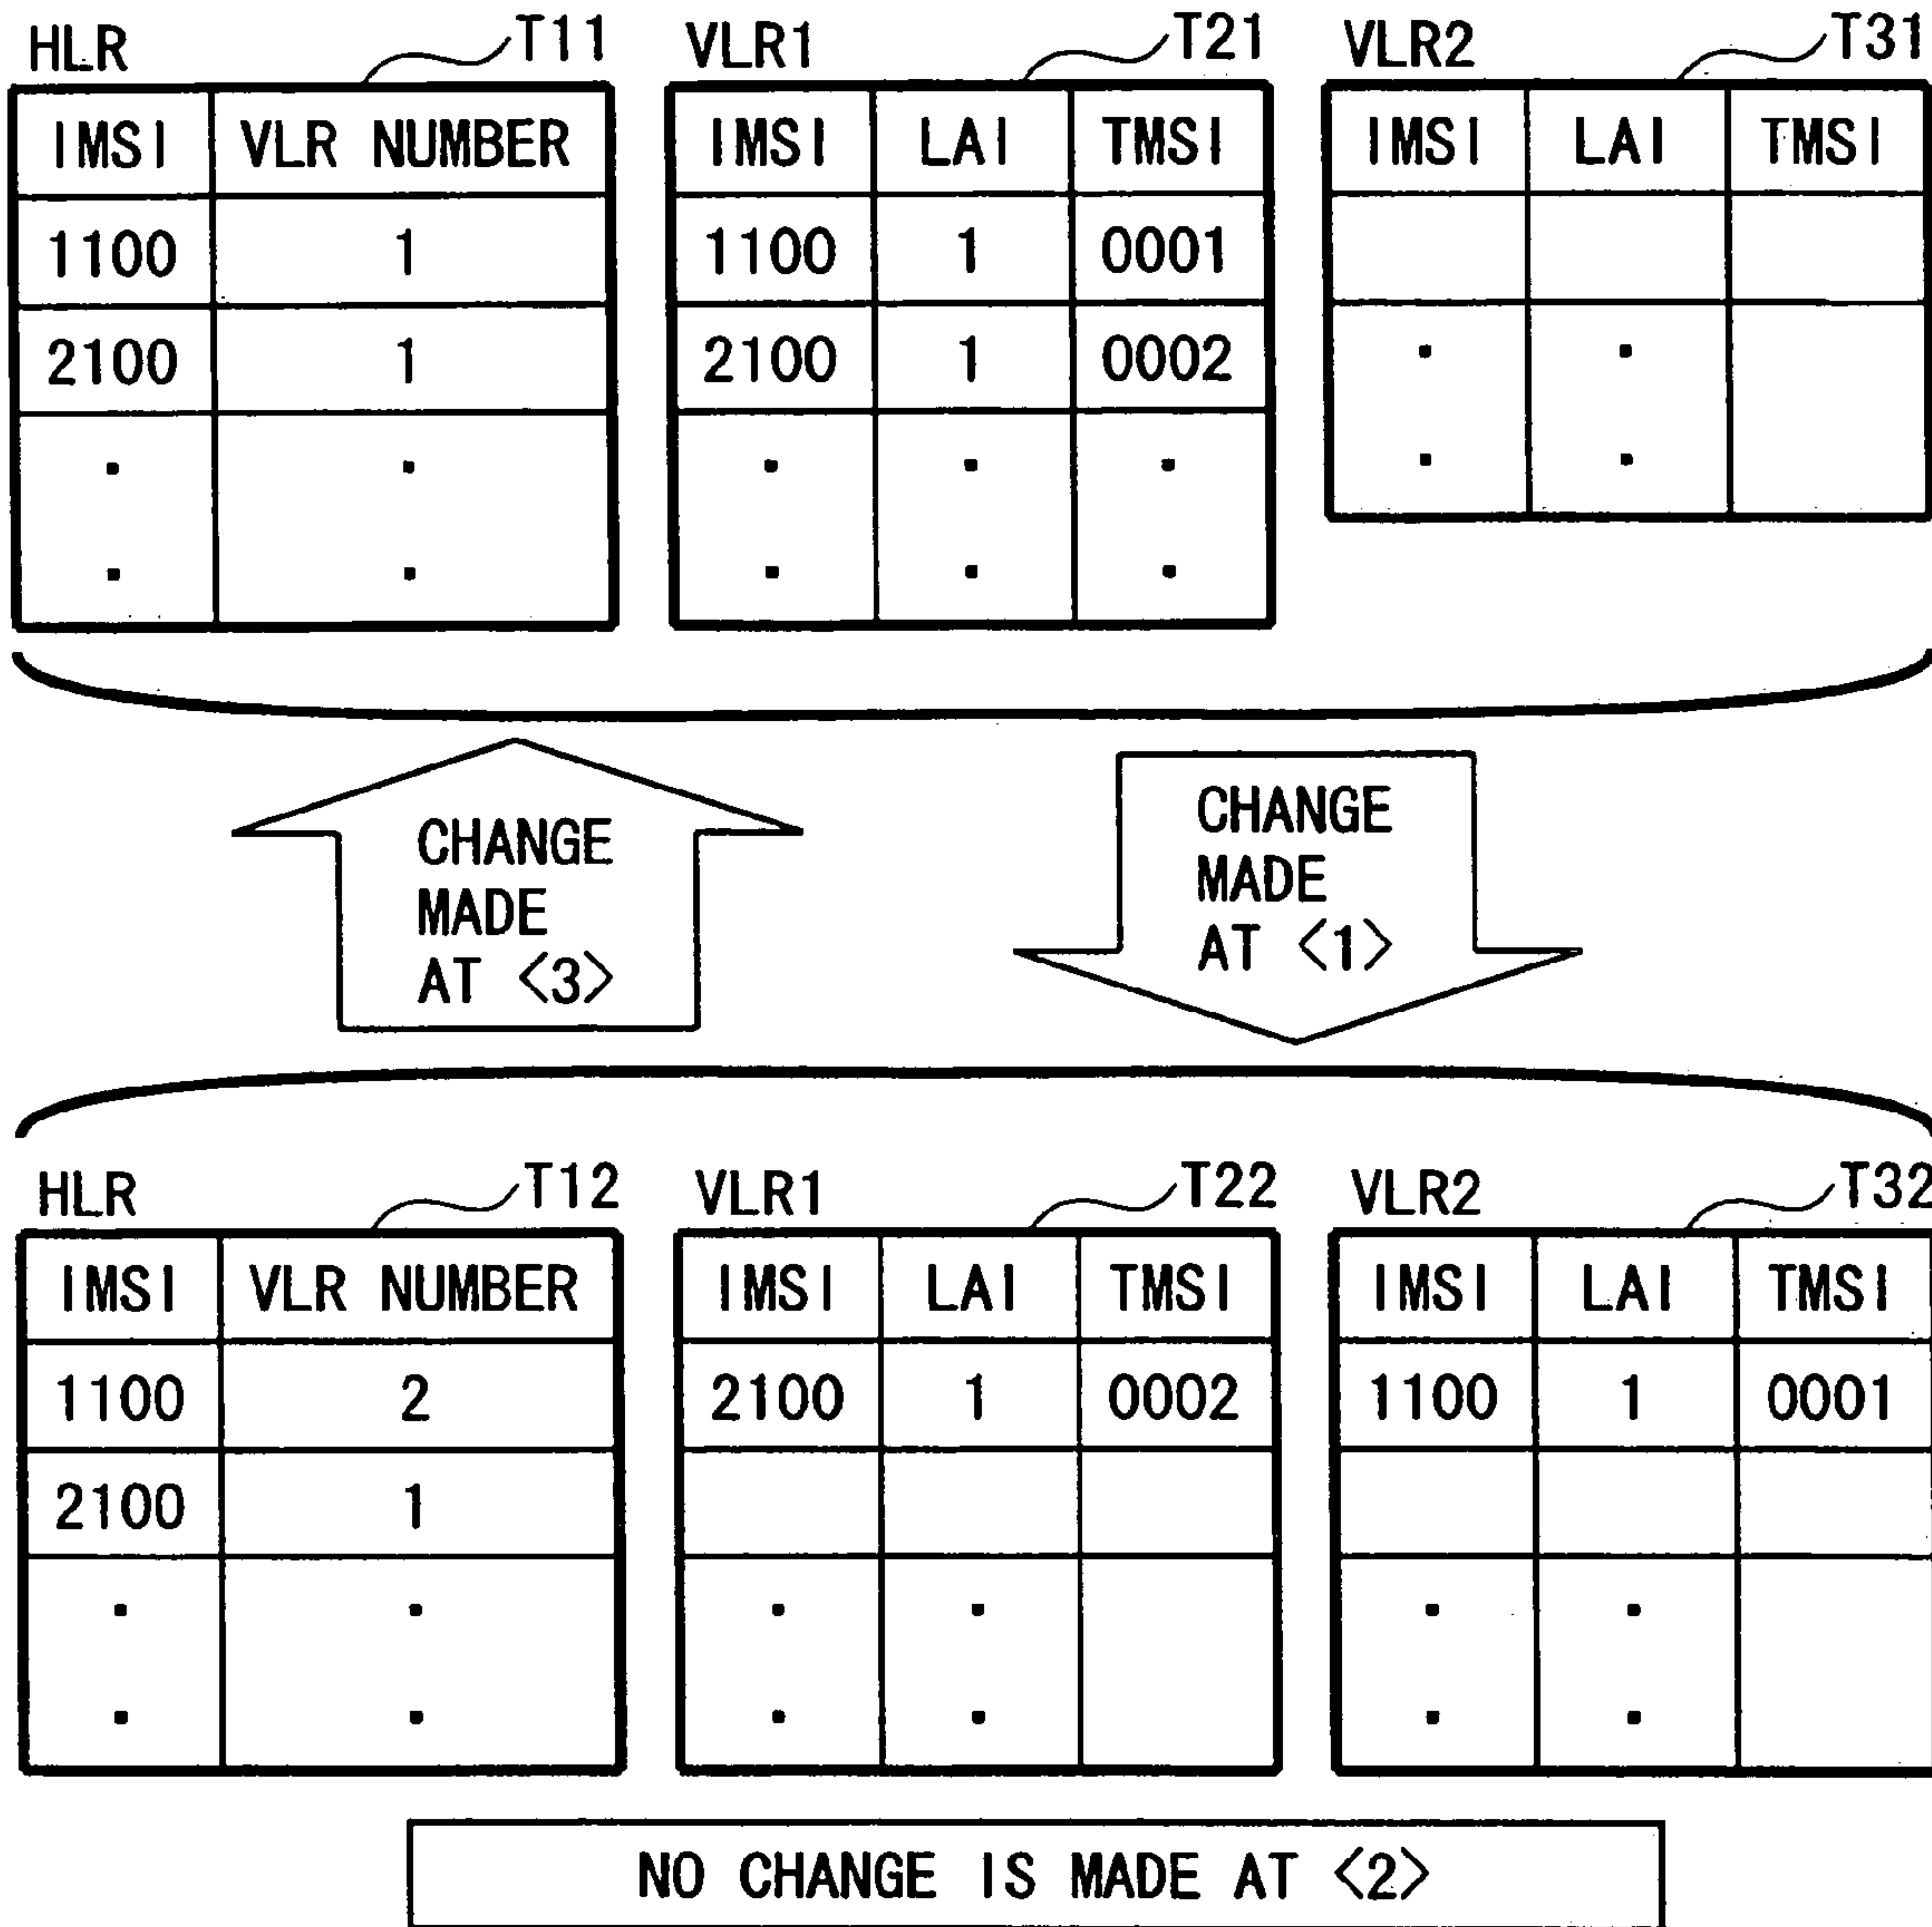 HLR T11
IMSI VLR NUMBER
1100 1
2100 1
VLR1 T21
IMSI LAI TMSI
1100 1 0001
2100 1 0002
VLR2 T31
IMSI LAI TMSI
CHANGE
MADE
AT <3>
CHANGE
MADE
AT <1>
HLR T12
IMSI VLR NUMBER
1100 2
2100 1
VLR1 T22
IMSI LAI TMSI
2100 1 0002
VLR2 T32
IMSI LAI TMSI
1100 1 0001
NO CHANGE IS MADE AT <2>